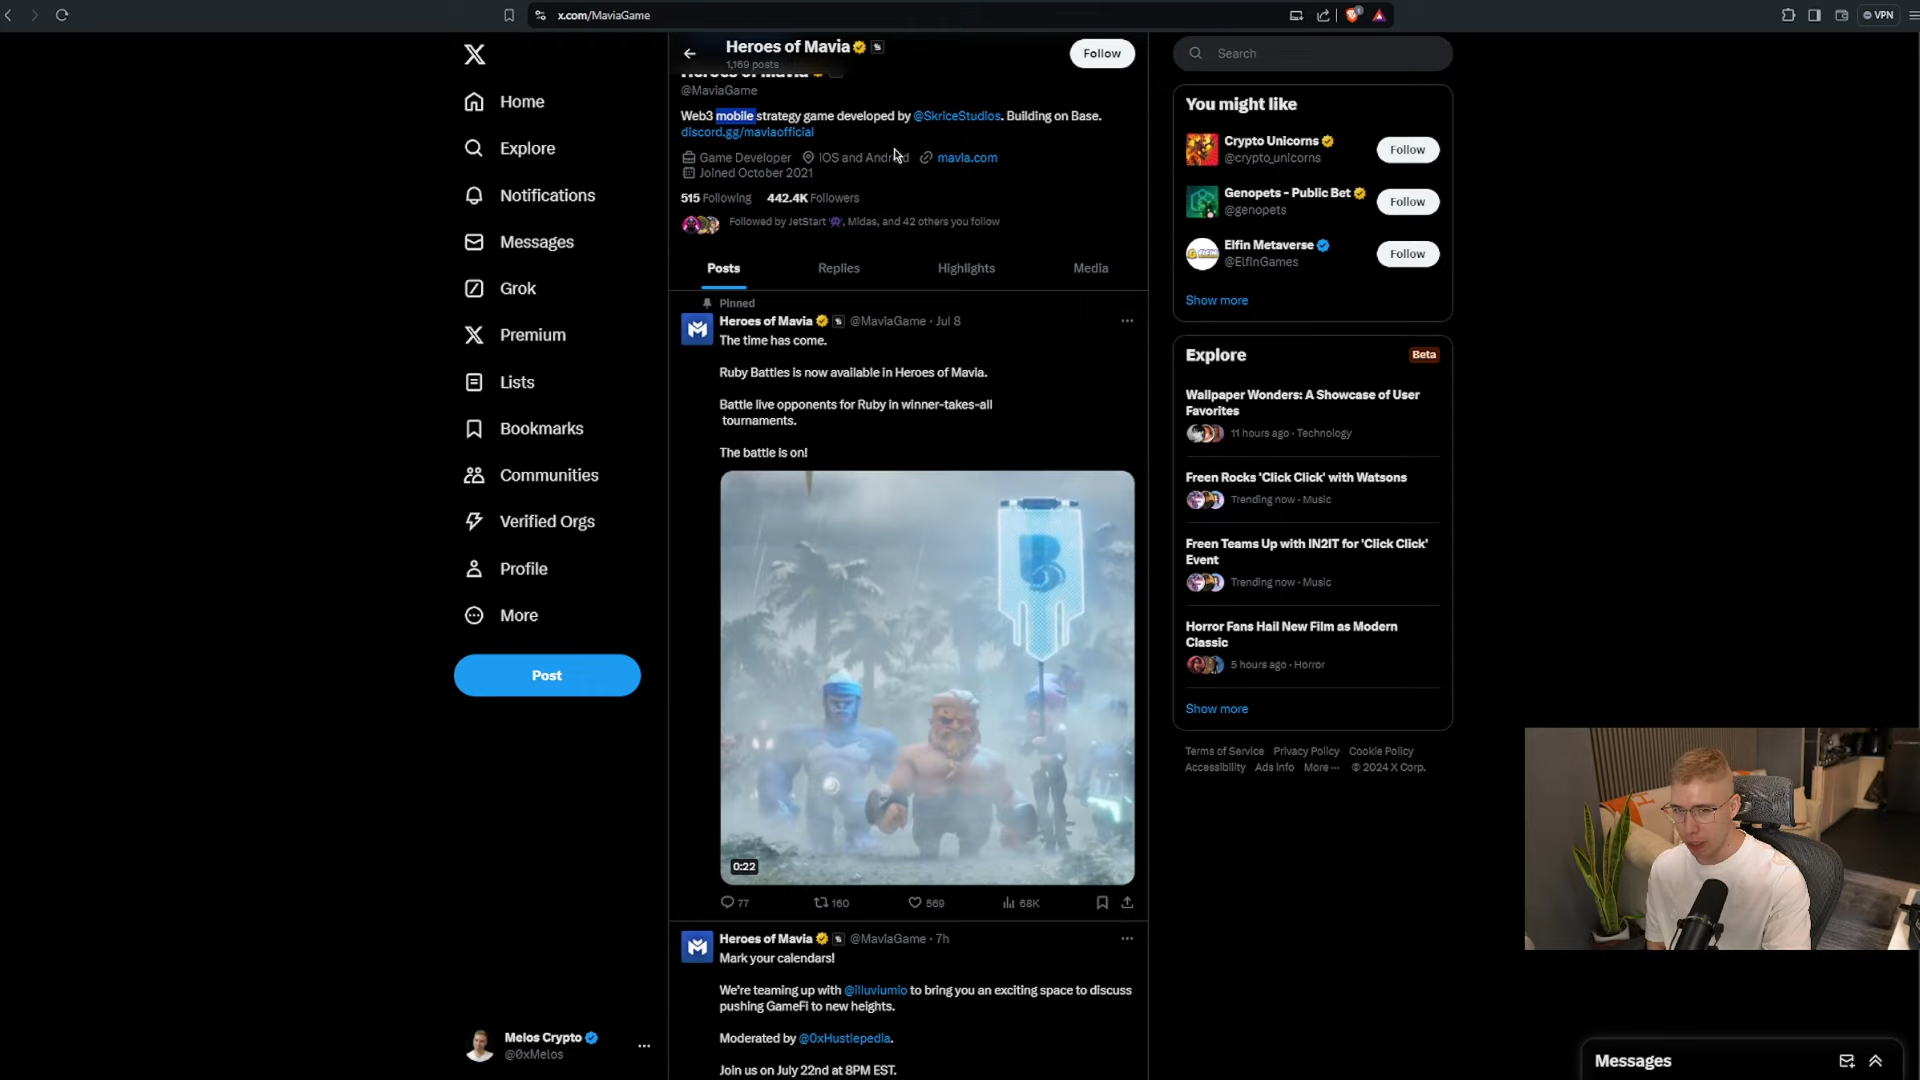 x.com/MaviaGame
VPN
Home
Explore
Notifications
Messages
Grok
Premium
Lists
Bookmarks
Communities
Verified Orgs
Profile
More
Post
Melos Crypto
@0xMelos
Heroes of Mavia
1,169 posts
Follow
Heroes of Mavia
@MaviaGame
Web3 mobile strategy game developed by @SkriceStudios. Building on Base.
discord.gg/maviaofficial
Game Developer IOS and Android mavia.com
Joined October 2021
515 Following 442.4K Followers
Followed by JetStart, Midas, and 42 others you follow
Posts Replies Highlights Media
Pinned
Heroes of Mavia @MaviaGame · Jul 8
The time has come.
Ruby Battles is now available in Heroes of Mavia.
Battle live opponents for Ruby in winner-takes-all
tournaments.
The battle is on!
0:22
77 160 569 68K
Heroes of Mavia @MaviaGame · 7h
Mark your calendars!
We're teaming up with @illuviumio to bring you an exciting space to discuss
pushing GameFi to new heights.
Moderated by @0xHustlepedia.
Join us on July 22nd at 8PM EST.
Search
You might like
Crypto Unicorns
@crypto_unicorns
Follow
Genopets - Public Bet
@genopets
Follow
Elfin Metaverse
@ElfinGames
Follow
Show more
Explore
Beta
Wallpaper Wonders: A Showcase of User
Favorites
11 hours ago · Technology
Freen Rocks 'Click Click' with Watsons
Trending now · Music
Freen Teams Up with IN2IT for 'Click Click'
Event
Trending now · Music
Horror Fans Hail New Film as Modern
Classic
5 hours ago · Horror
Show more
Terms of Service Privacy Policy Cookie Policy
Accessibility Ads info More ··· © 2024 X Corp.
Messages